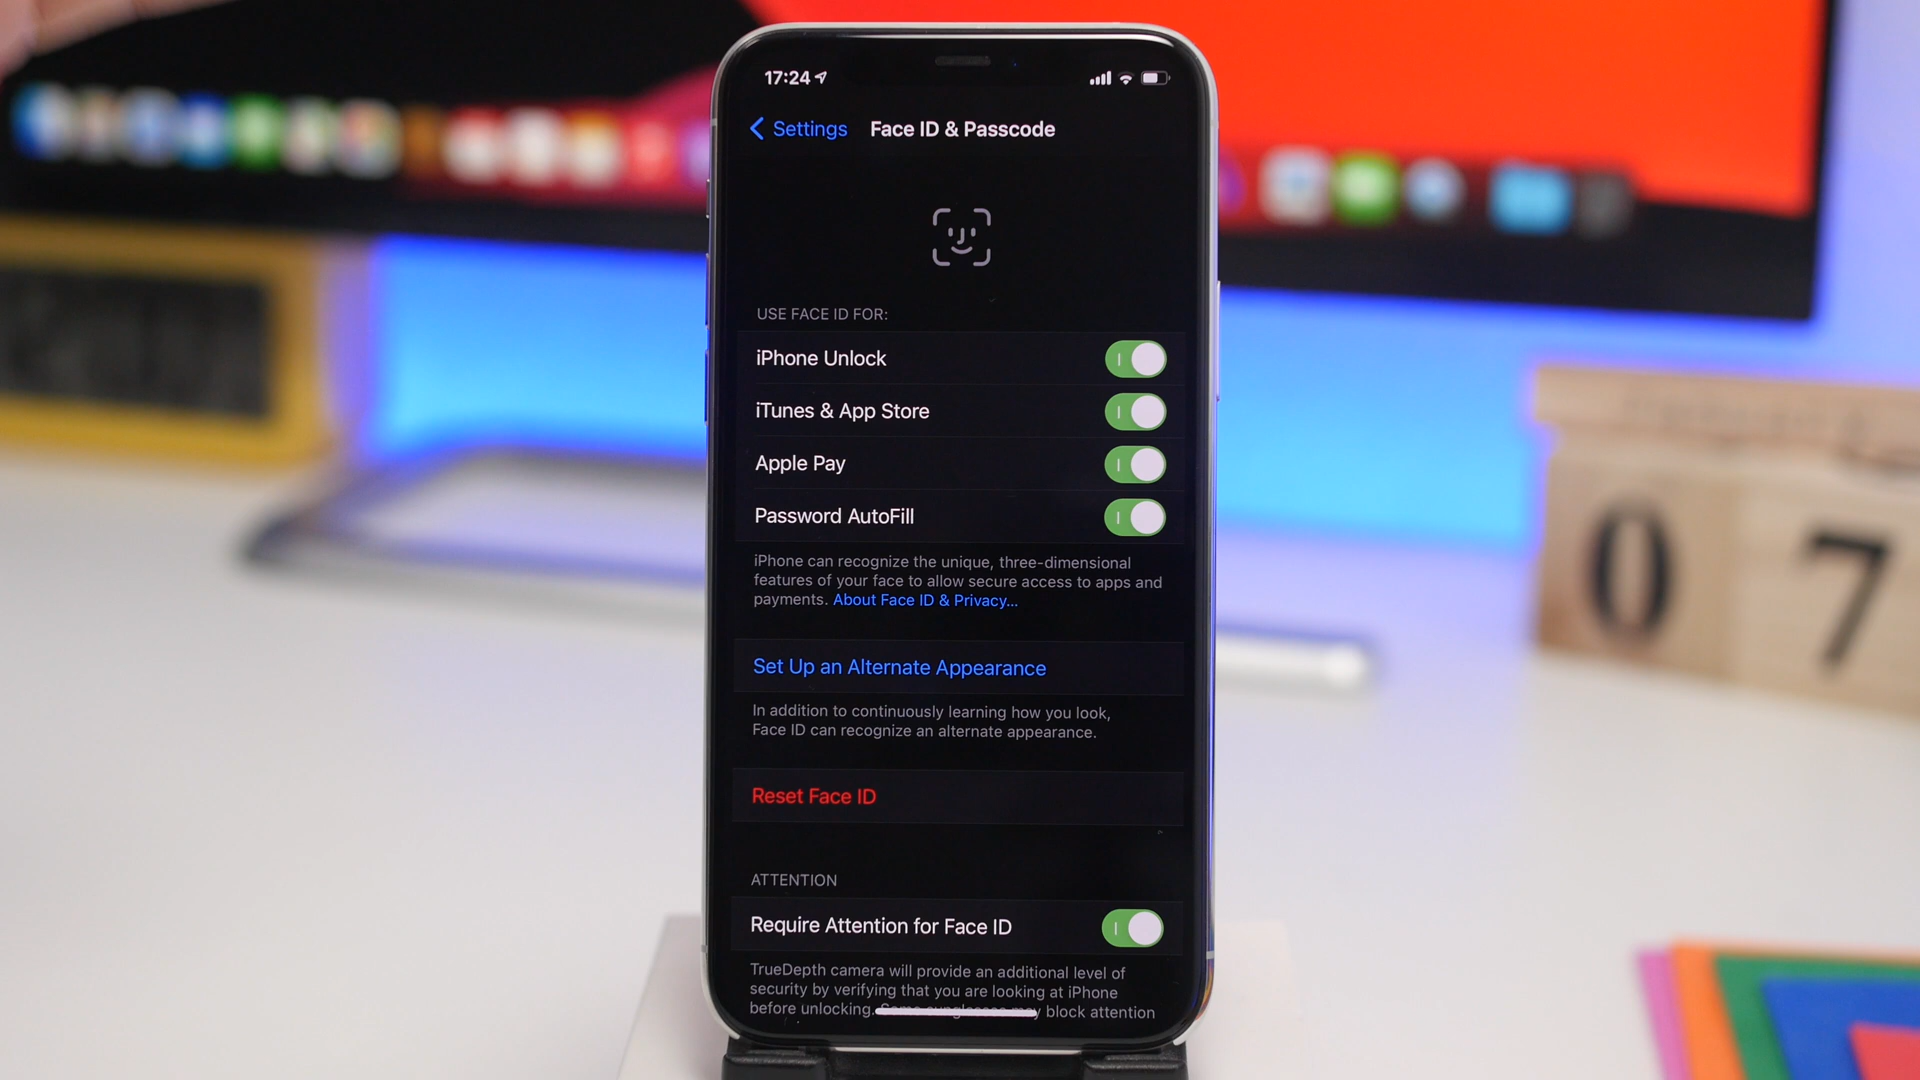 17:24
Settings
Face ID & Passcode
USE FACE ID FOR:
iPhone Unlock
iTunes & App Store
Apple Pay
Password AutoFill
iPhone can recognize the unique, three-dimensional
features of your face to allow secure access to apps and
payments. About Face ID & Privacy...
Set Up an Alternate Appearance
In addition to continuously learning how you look,
Face ID can recognize an alternate appearance.
Reset Face ID
ATTENTION
Require Attention for Face ID
TrueDepth camera will provide an additional level of
security by verifying that you are looking at iPhone
before unlocking. Some sunglasses may block attention
07